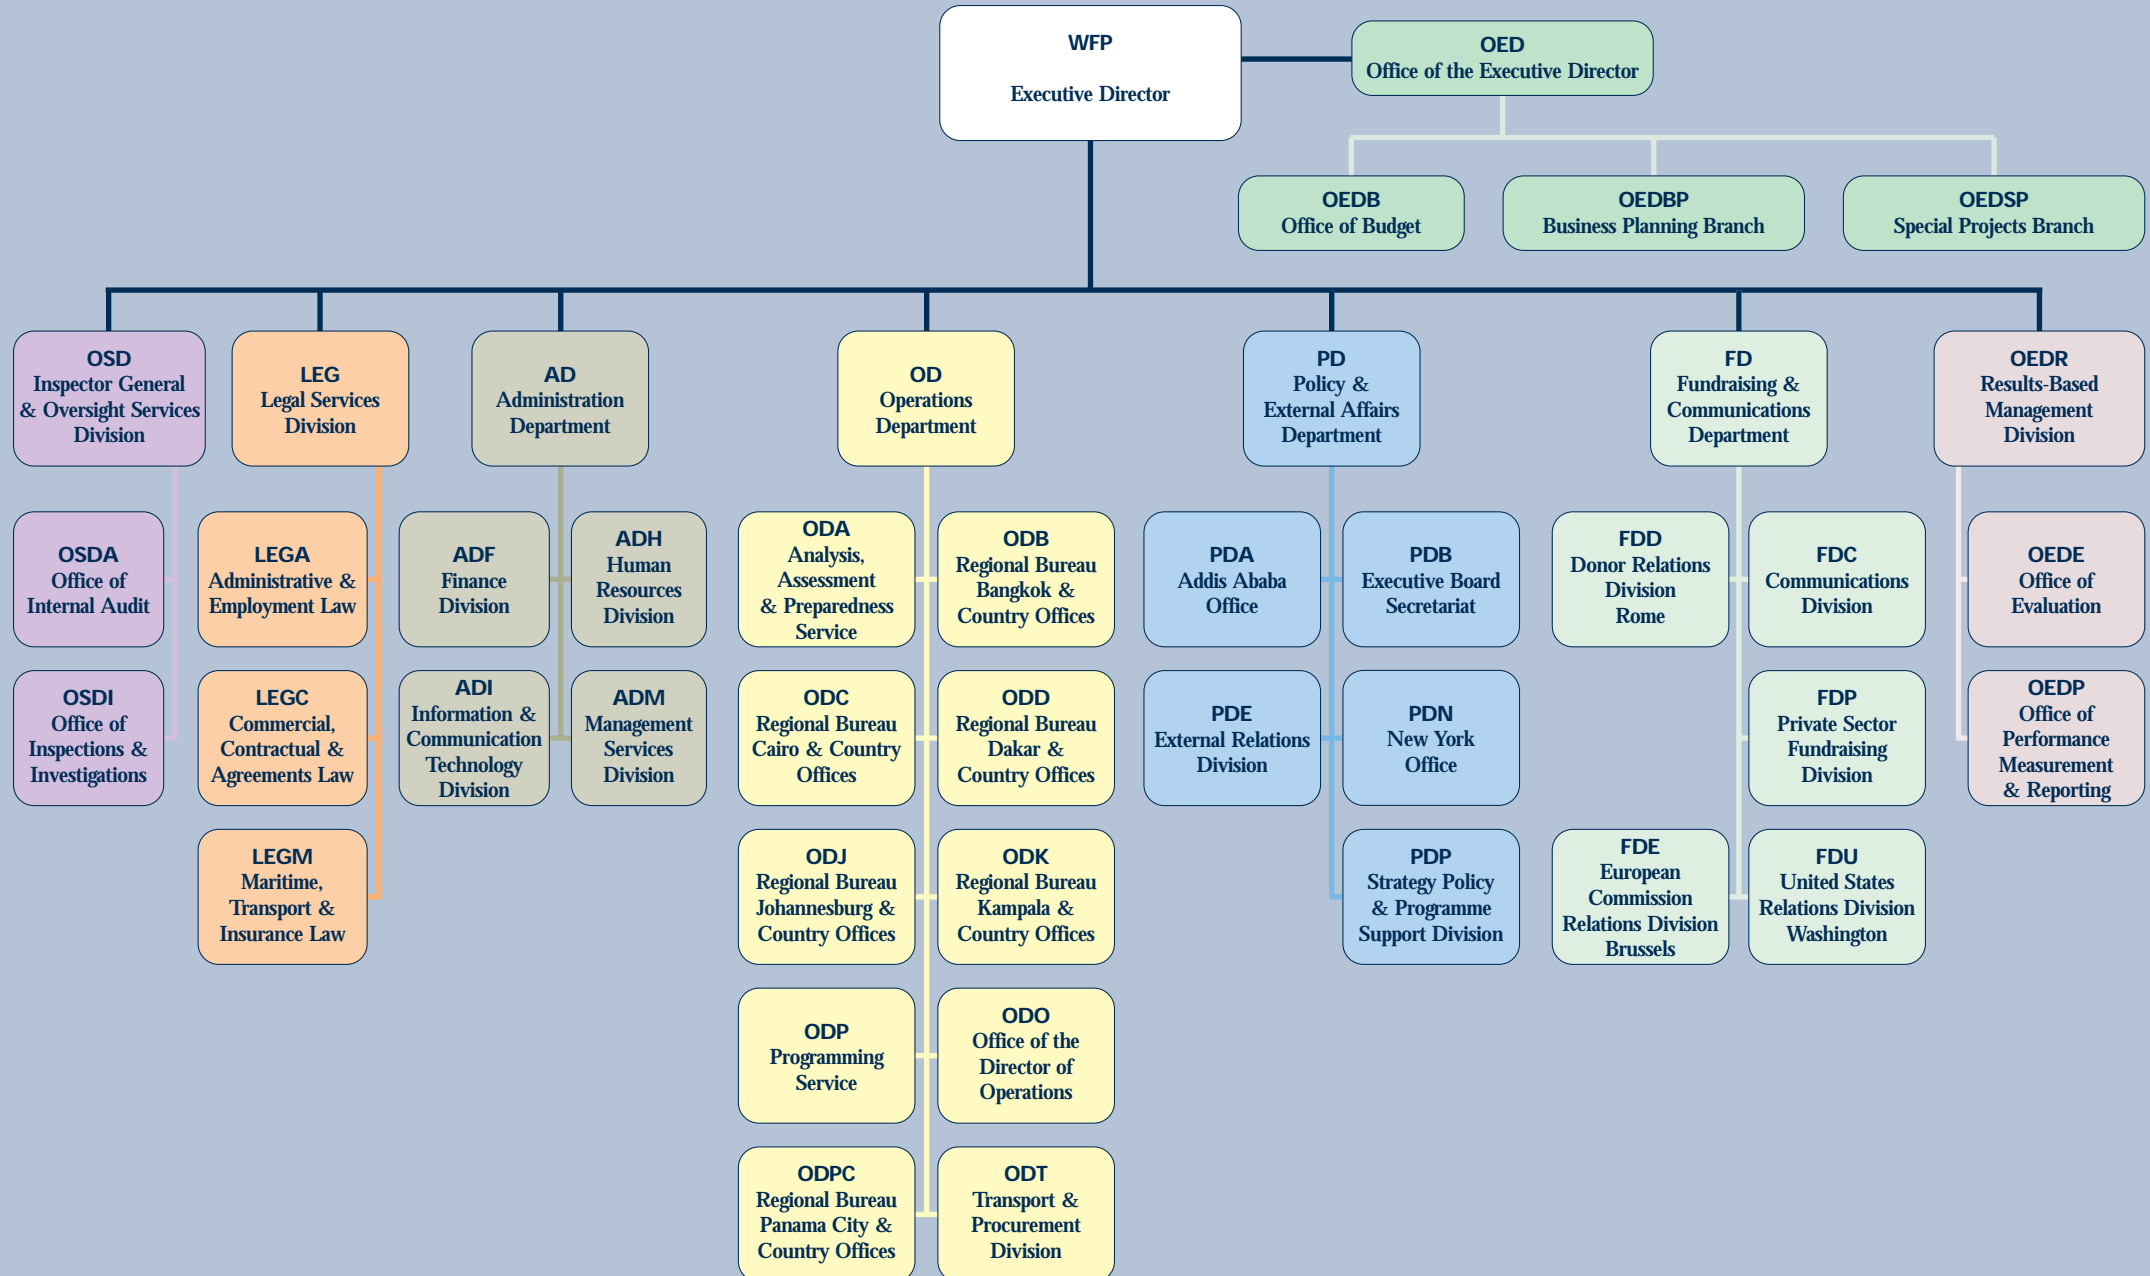 WFP
Executive Director
OED
Office of the Executive Director
OEDB
Office of Budget
OEDBP
Business Planning Branch
OEDSP
Special Projects Branch
OSD
Inspector General
& Oversight Services
Division
LEG
Legal Services
Division
AD
Administration
Department
OD
Operations
Department
PD
Policy &
External Affairs
Department
FD
Fundraising &
Communications
Department
OEDR
Results-Based
Management
Division
OSDA
Office of
Internal Audit
LEGA
Administrative &
Employment Law
ADF
Finance
Division
ADH
Human
Resources
Division
ODA
Analysis,
Assessment
& Preparedness
Service
ODB
Regional Bureau
Bangkok &
Country Offices
PDA
Addis Ababa
Office
PDB
Executive Board
Secretariat
FDD
Donor Relations
Division
Rome
FDC
Communications
Division
OEDE
Office of
Evaluation
OSDI
Office of
Inspections &
Investigations
LEGC
Commercial,
Contractual &
Agreements Law
ADI
Information &
Communication
Technology
Division
ADM
Management
Services
Division
ODC
Regional Bureau
Cairo & Country
Offices
ODD
Regional Bureau
Dakar &
Country Offices
PDE
External Relations
Division
PDN
New York
Office
FDP
Private Sector
Fundraising
Division
OEDP
Office of
Performance
Measurement
& Reporting
LEGM
Maritime,
Transport &
Insurance Law
ODJ
Regional Bureau
Johannesburg &
Country Offices
ODK
Regional Bureau
Kampala &
Country Offices
PDP
Strategy Policy
& Programme
Support Division
FDE
European
Commission
Relations Division
Brussels
FDU
United States
Relations Division
Washington
ODP
Programming
Service
ODO
Office of the
Director of
Operations
ODPC
Regional Bureau
Panama City &
Country Offices
ODT
Transport &
Procurement
Division